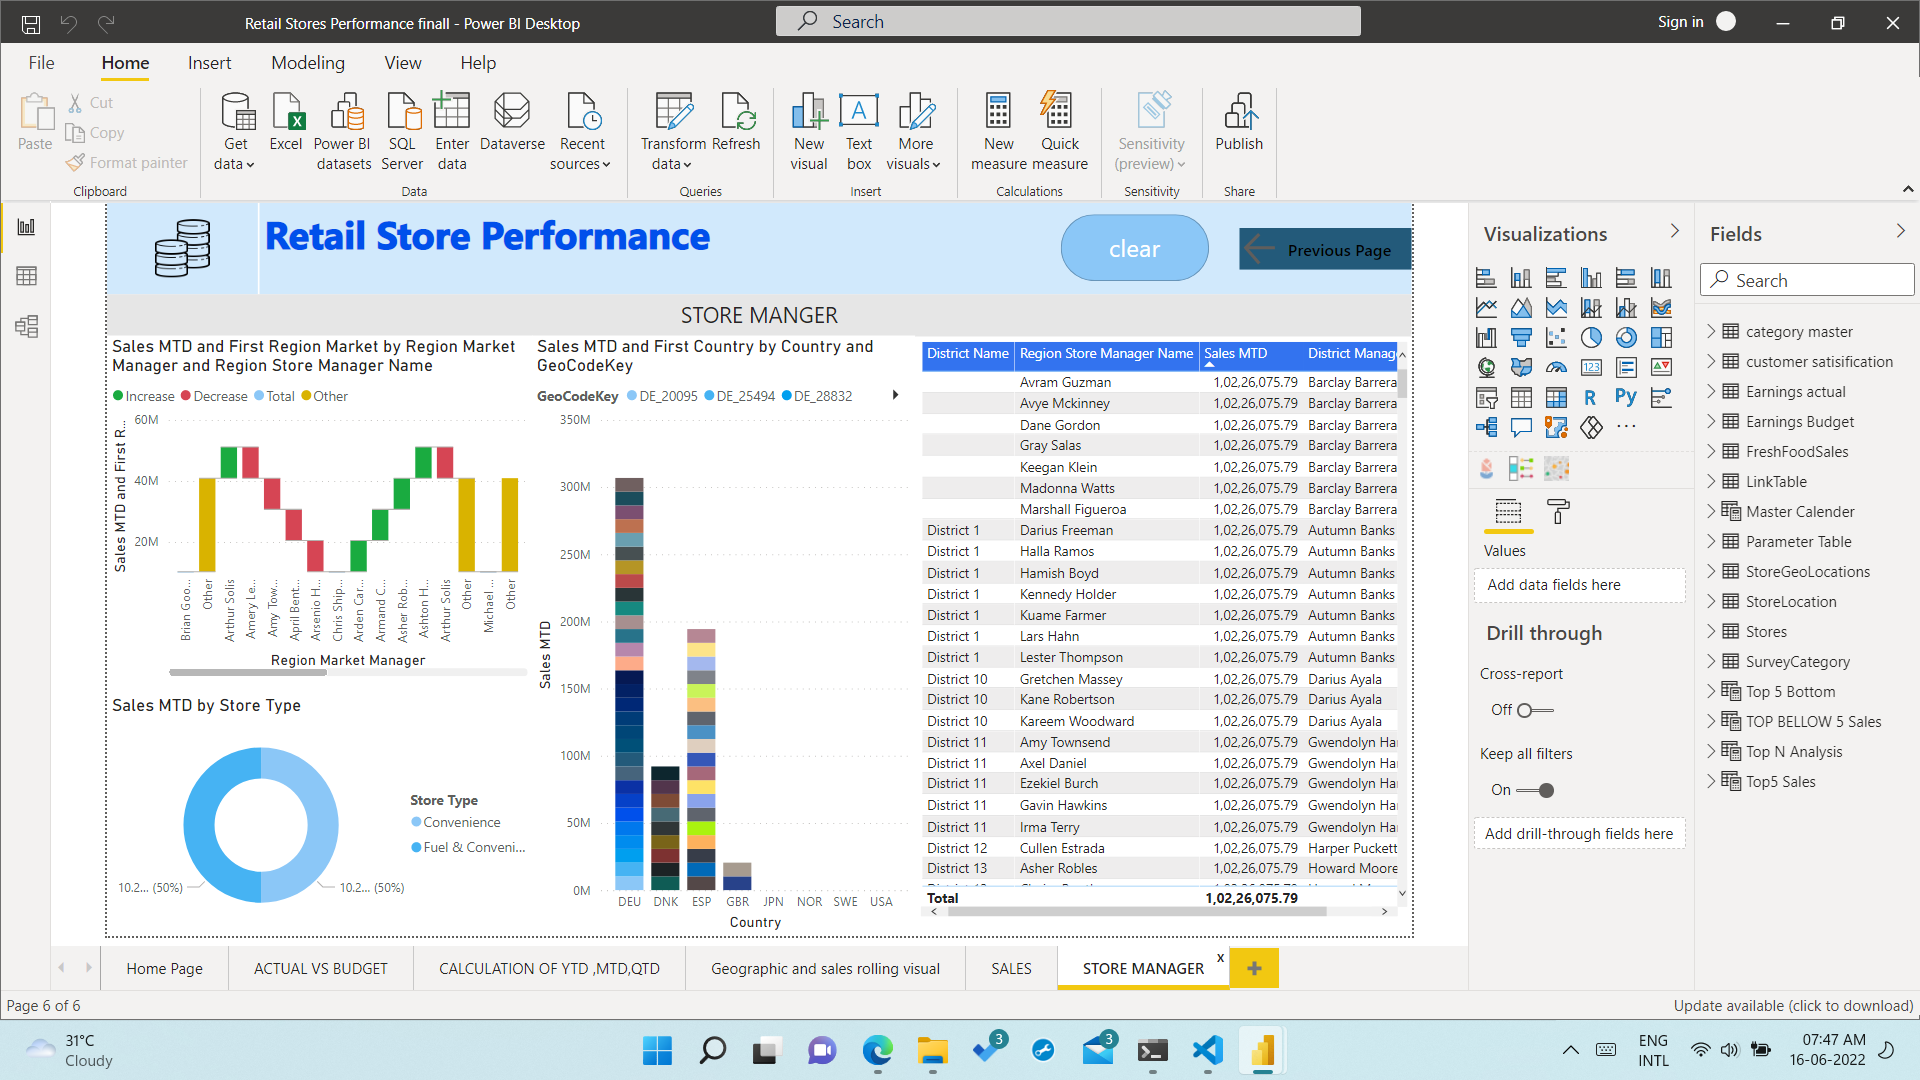 Retail Stores Performance finall - Power BI Desktop
Search
Sign in
File
Home
Insert
Modeling
View
Help
Paste
Cut
Copy
Format painter
Clipboard
Get data
Excel
Power BI datasets
SQL Server
Enter data
Dataverse
Recent sources
Data
Transform data
Refresh
Queries
New visual
Text box
More visuals
Insert
New measure
Quick measure
Calculations
Sensitivity (preview)
Sensitivity
Publish
Share
Retail Store Performance
clear
Previous Page
STORE MANGER
Sales MTD and First Region Market by Region Market
Manager and Region Store Manager Name
Increase Decrease Total Other
Sales MTD and First R...
60M
40M
20M
Brian Goo...
Other
Arthur Solis
Amery Le...
Amy Tow...
April Bent...
Arsenio H...
Chris Ship...
Arden Car...
Armand C...
Asher Rob...
Ashton H...
Arthur Solis
Other
Michael ...
Other
Region Market Manager
Sales MTD by Store Type
10.2... (50%)
10.2... (50%)
Store Type
Convenience
Fuel & Conveni...
Sales MTD and First Country by Country and
GeoCodeKey
GeoCodeKey DE_20095 DE_25494 DE_28832
Sales MTD
350M
300M
250M
200M
150M
100M
50M
0M
DEU DNK ESP GBR JPN NOR SWE USA
Country
District Name Region Store Manager Name Sales MTD District Manag
Avram Guzman 1,02,26,075.79 Barclay Barrera
Avye Mckinney 1,02,26,075.79 Barclay Barrera
Dane Gordon 1,02,26,075.79 Barclay Barrera
Gray Salas 1,02,26,075.79 Barclay Barrera
Keegan Klein 1,02,26,075.79 Barclay Barrera
Madonna Watts 1,02,26,075.79 Barclay Barrera
Marshall Figueroa 1,02,26,075.79 Barclay Barrera
District 1 Darius Freeman 1,02,26,075.79 Autumn Banks
District 1 Halla Ramos 1,02,26,075.79 Autumn Banks
District 1 Hamish Boyd 1,02,26,075.79 Autumn Banks
District 1 Kennedy Holder 1,02,26,075.79 Autumn Banks
District 1 Kuame Farmer 1,02,26,075.79 Autumn Banks
District 1 Lars Hahn 1,02,26,075.79 Autumn Banks
District 1 Lester Thompson 1,02,26,075.79 Autumn Banks
District 10 Gretchen Massey 1,02,26,075.79 Darius Ayala
District 10 Kane Robertson 1,02,26,075.79 Darius Ayala
District 10 Kareem Woodward 1,02,26,075.79 Darius Ayala
District 11 Amy Townsend 1,02,26,075.79 Gwendolyn Ha
District 11 Axel Daniel 1,02,26,075.79 Gwendolyn Ha
District 11 Ezekiel Burch 1,02,26,075.79 Gwendolyn Ha
District 11 Gavin Hawkins 1,02,26,075.79 Gwendolyn Ha
District 11 Irma Terry 1,02,26,075.79 Gwendolyn Ha
District 12 Cullen Estrada 1,02,26,075.79 Harper Puckett
District 13 Asher Robles 1,02,26,075.79 Howard Moore
Total 1,02,26,075.79
Visualizations
123
R
Py
Values
Add data fields here
Drill through
Cross-report
Off
Keep all filters
On
Add drill-through fields here
Fields
Search
category master
customer satisification
Earnings actual
Earnings Budget
FreshFoodSales
LinkTable
Master Calender
Parameter Table
StoreGeoLocations
StoreLocation
Stores
SurveyCategory
Top 5 Bottom
TOP BELLOW 5 Sales
Top N Analysis
Top5 Sales
Home Page
ACTUAL VS BUDGET
CALCULATION OF YTD ,MTD,QTD
Geographic and sales rolling visual
SALES
STORE MANAGER
x
Page 6 of 6
Update available (click to download)
31°C
Cloudy
3
3
ENG
INTL
07:47 AM
16-06-2022